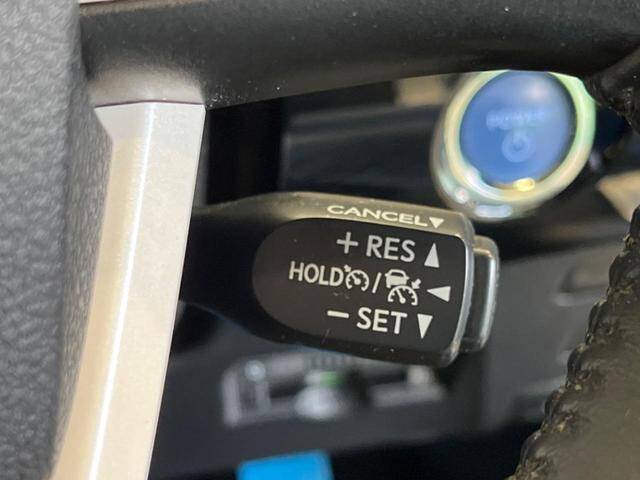 POWER
CANCEL▼
+ RES ▲
HOLD / ◀
− SET ▼